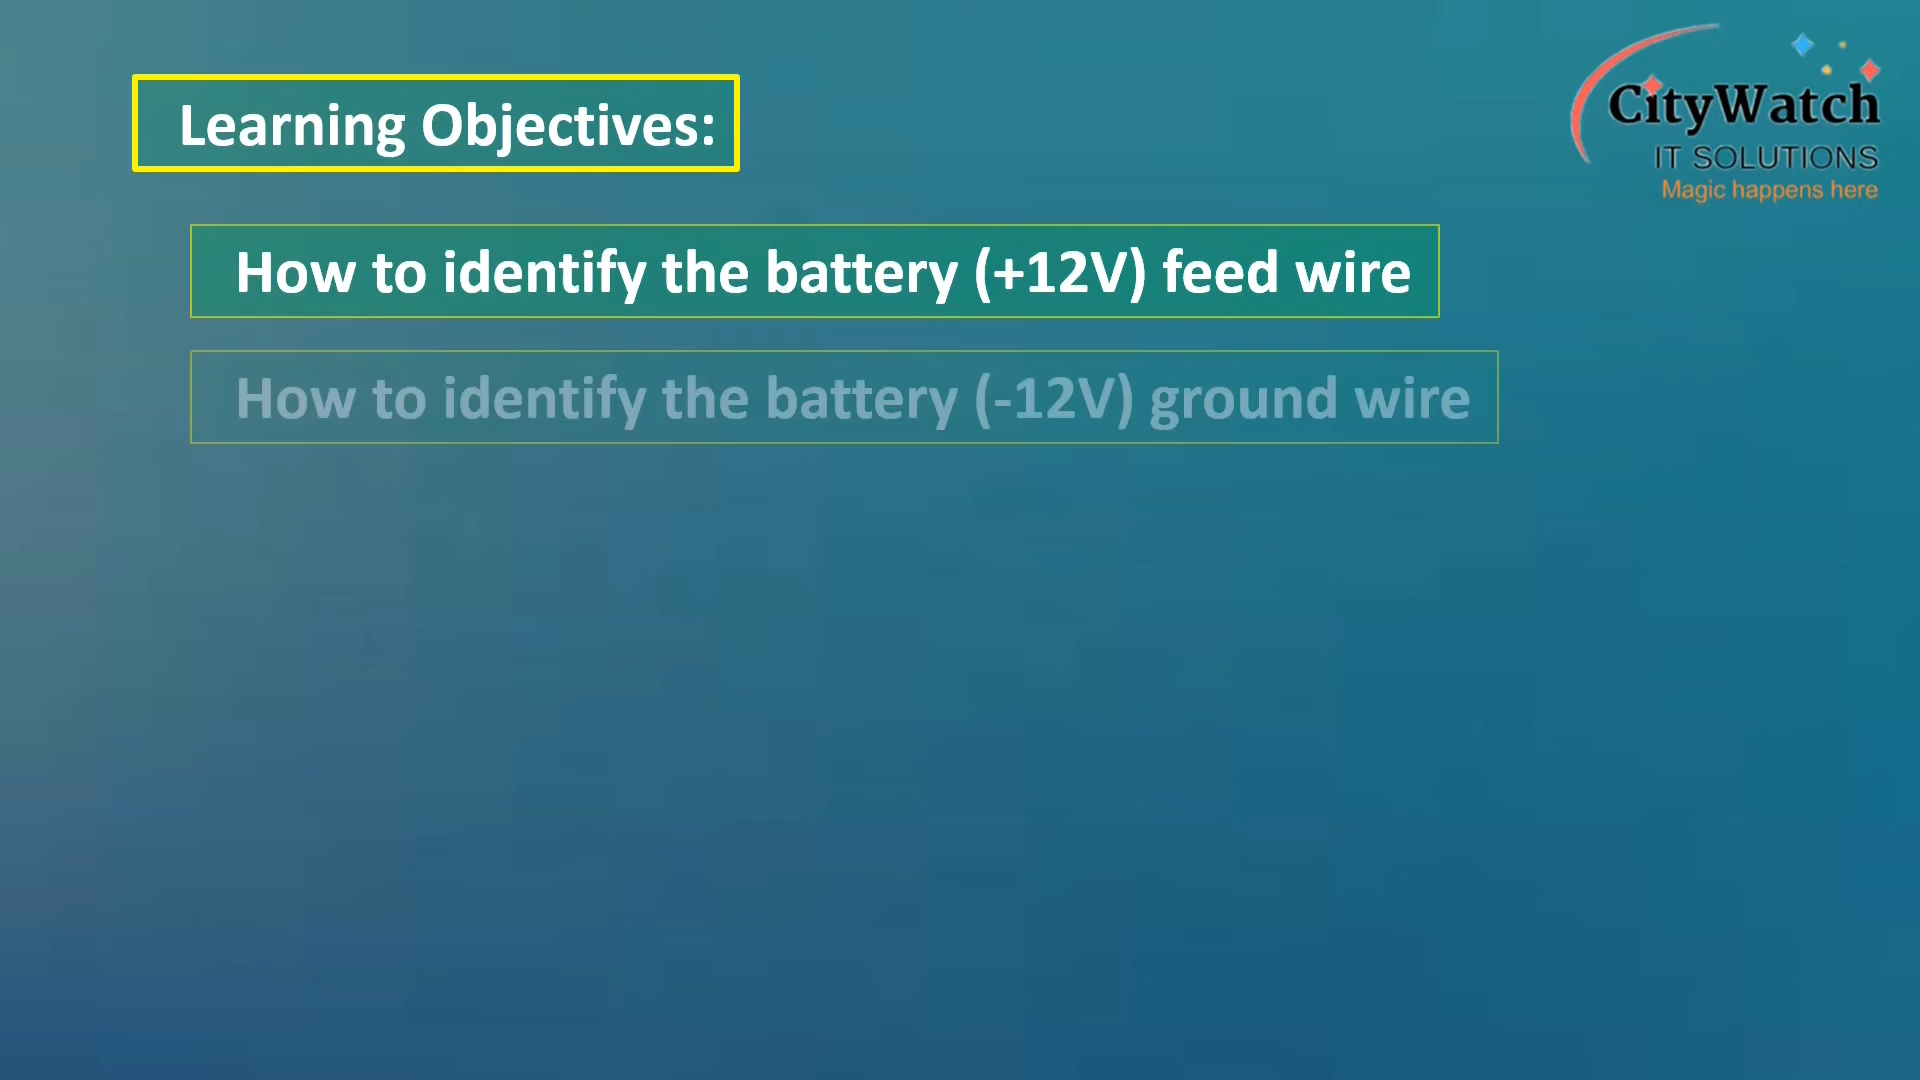 Learning Objectives:
CityWatch
IT SOLUTIONS
Magic happens here
How to identify the battery (+12V) feed wire
How to identify the battery (-12V) ground wire